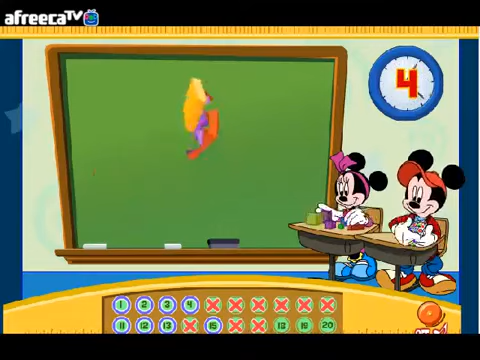 afreecaTV
4
1 2 3 4 X X X X X X
11 12 13 X 15 X X 18 19 20